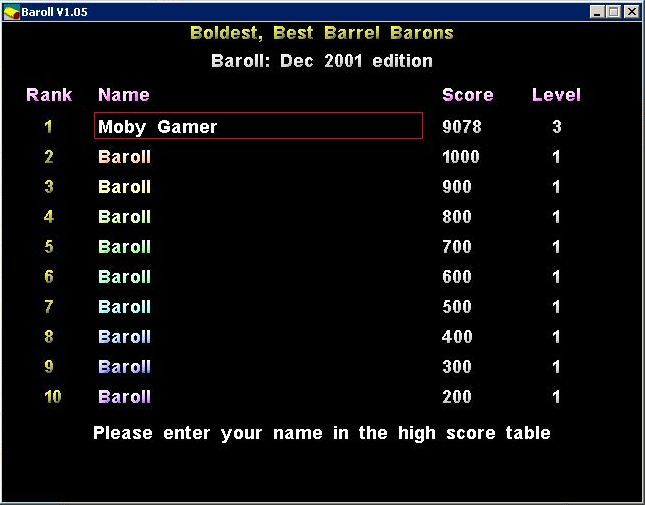 Baroll V1.05
Boldest, Best Barrel Barons
Baroll: Dec 2001 edition
Rank Name Score Level
1 Moby Gamer 9078 3
2 Baroll 1000 1
3 Baroll 900 1
4 Baroll 800 1
5 Baroll 700 1
6 Baroll 600 1
7 Baroll 500 1
8 Baroll 400 1
9 Baroll 300 1
10 Baroll 200 1
Please enter your name in the high score table